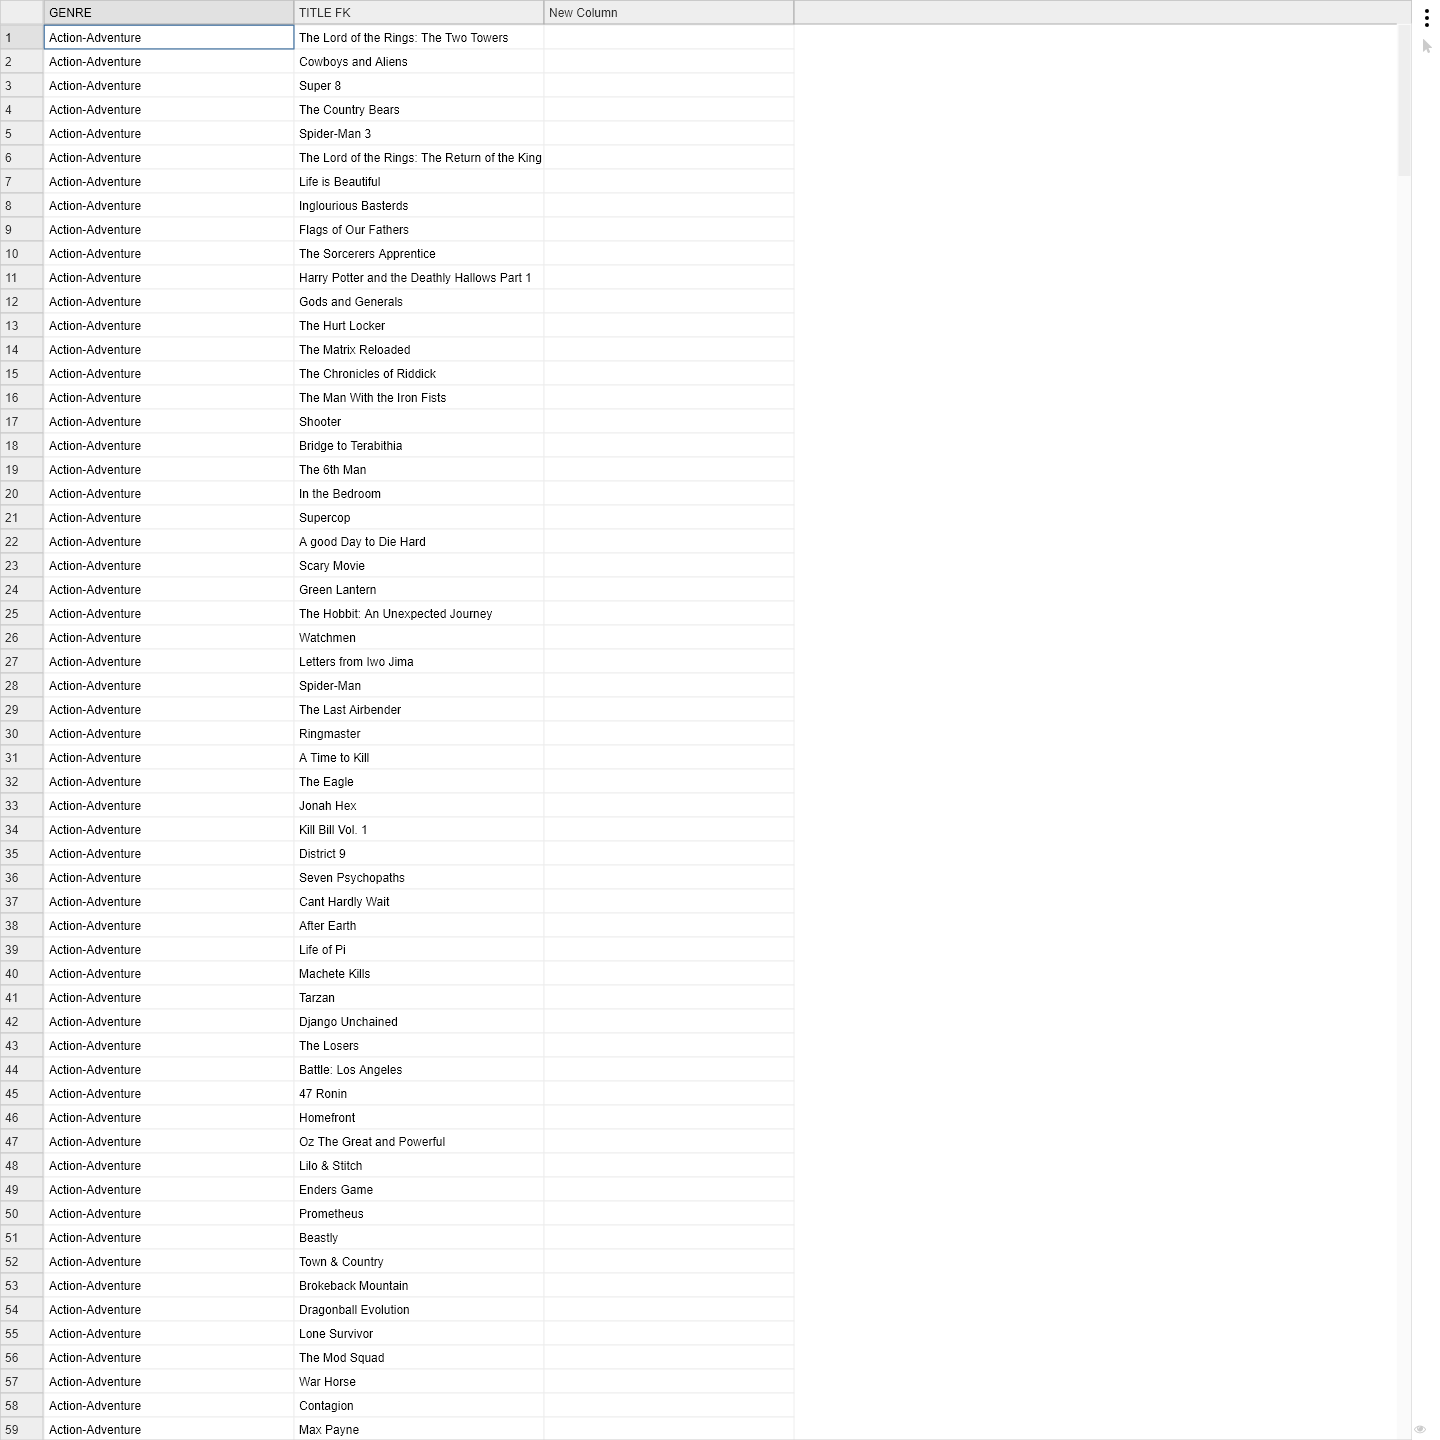 GENRE TITLE FK New Column
1 Action-Adventure The Lord of the Rings: The Two Towers
2 Action-Adventure Cowboys and Aliens
3 Action-Adventure Super 8
4 Action-Adventure The Country Bears
5 Action-Adventure Spider-Man 3
6 Action-Adventure The Lord of the Rings: The Return of the King
7 Action-Adventure Life is Beautiful
8 Action-Adventure Inglourious Basterds
9 Action-Adventure Flags of Our Fathers
10 Action-Adventure The Sorcerers Apprentice
11 Action-Adventure Harry Potter and the Deathly Hallows Part 1
12 Action-Adventure Gods and Generals
13 Action-Adventure The Hurt Locker
14 Action-Adventure The Matrix Reloaded
15 Action-Adventure The Chronicles of Riddick
16 Action-Adventure The Man With the Iron Fists
17 Action-Adventure Shooter
18 Action-Adventure Bridge to Terabithia
19 Action-Adventure The 6th Man
20 Action-Adventure In the Bedroom
21 Action-Adventure Supercop
22 Action-Adventure A good Day to Die Hard
23 Action-Adventure Scary Movie
24 Action-Adventure Green Lantern
25 Action-Adventure The Hobbit: An Unexpected Journey
26 Action-Adventure Watchmen
27 Action-Adventure Letters from Iwo Jima
28 Action-Adventure Spider-Man
29 Action-Adventure The Last Airbender
30 Action-Adventure Ringmaster
31 Action-Adventure A Time to Kill
32 Action-Adventure The Eagle
33 Action-Adventure Jonah Hex
34 Action-Adventure Kill Bill Vol. 1
35 Action-Adventure District 9
36 Action-Adventure Seven Psychopaths
37 Action-Adventure Cant Hardly Wait
38 Action-Adventure After Earth
39 Action-Adventure Life of Pi
40 Action-Adventure Machete Kills
41 Action-Adventure Tarzan
42 Action-Adventure Django Unchained
43 Action-Adventure The Losers
44 Action-Adventure Battle: Los Angeles
45 Action-Adventure 47 Ronin
46 Action-Adventure Homefront
47 Action-Adventure Oz The Great and Powerful
48 Action-Adventure Lilo & Stitch
49 Action-Adventure Enders Game
50 Action-Adventure Prometheus
51 Action-Adventure Beastly
52 Action-Adventure Town & Country
53 Action-Adventure Brokeback Mountain
54 Action-Adventure Dragonball Evolution
55 Action-Adventure Lone Survivor
56 Action-Adventure The Mod Squad
57 Action-Adventure War Horse
58 Action-Adventure Contagion
59 Action-Adventure Max Payne